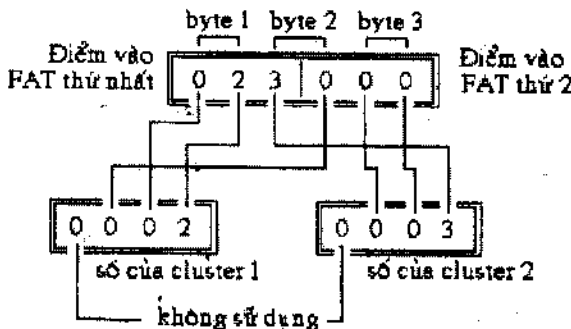 byte 1 byte 2 byte 3
Điểm vào
FAT thứ nhất
0 2 3 0 0 0
Điểm vào
FAT thứ 2
0 0 0 2
0 0 0 3
số của cluster 1
số của cluster 2
không sử dụng